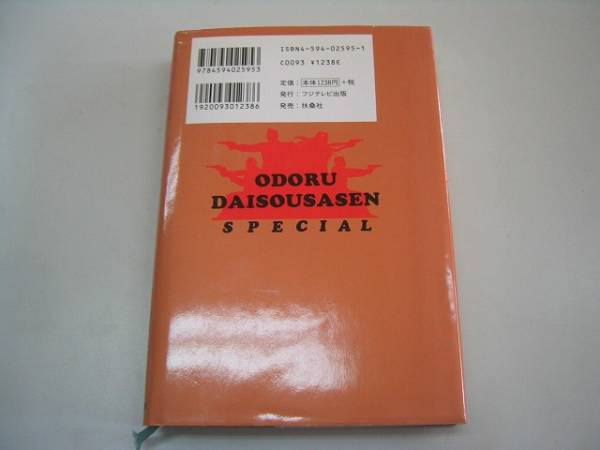 ISBN4-594-02595-1
C0093 ¥1238E
9784594025953
定価：本体1238円＋税
発行：フジテレビ出版
発売：扶桑社
1920093012386
ODORU
DAISOUSASEN
SPECIAL